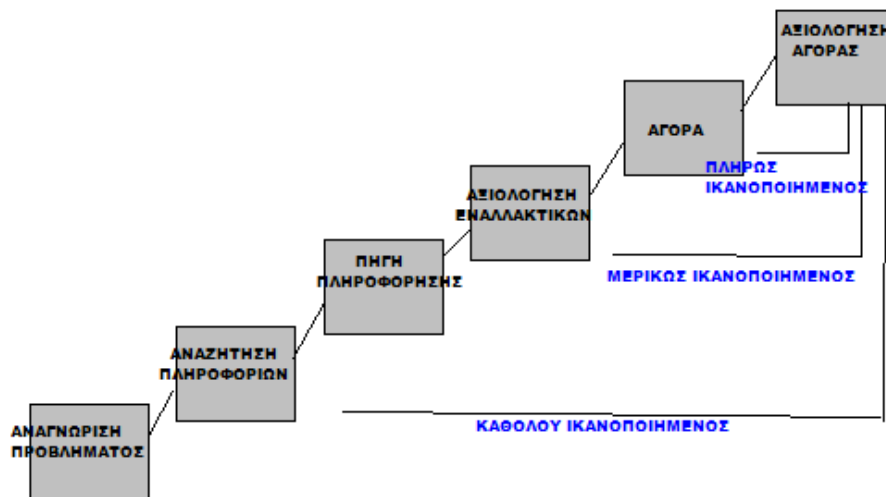 ΑΞΙΟΛΟΓΗΣΗ
ΑΓΟΡΑΣ
ΑΓΟΡΑ
ΠΛΗΡΩΣ
ΙΚΑΝΟΠΟΙΗΜΕΝΟΣ
ΑΞΙΟΛΟΓΗΣΗ
ΕΝΑΛΛΑΚΤΙΚΩΝ
ΠΗΓΗ
ΠΛΗΡΟΦΟΡΗΣΗΣ
ΜΕΡΙΚΩΣ ΙΚΑΝΟΠΟΙΗΜΕΝΟΣ
ΑΝΑΖΗΤΗΣΗ
ΠΛΗΡΟΦΟΡΙΩΝ
ΚΑΘΟΛΟΥ ΙΚΑΝΟΠΟΙΗΜΕΝΟΣ
ΑΝΑΓΝΩΡΙΣΗ
ΠΡΟΒΛΗΜΑΤΟΣ